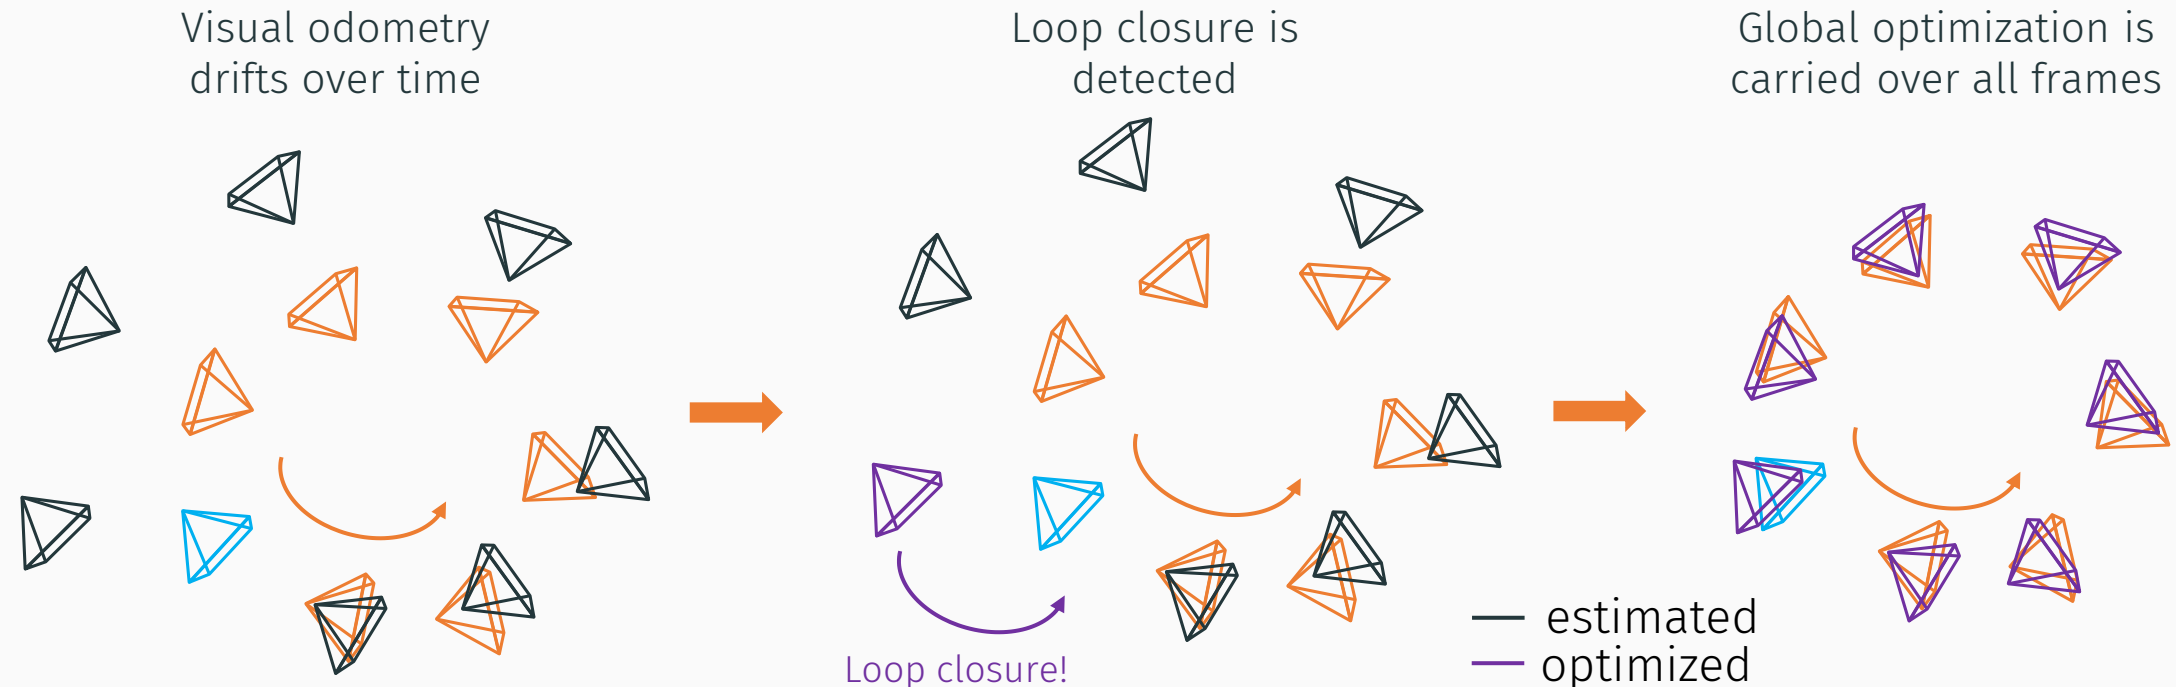 Visual odometry
drifts over time
Loop closure is
detected
Global optimization is
carried over all frames
Loop closure!
estimated
optimized